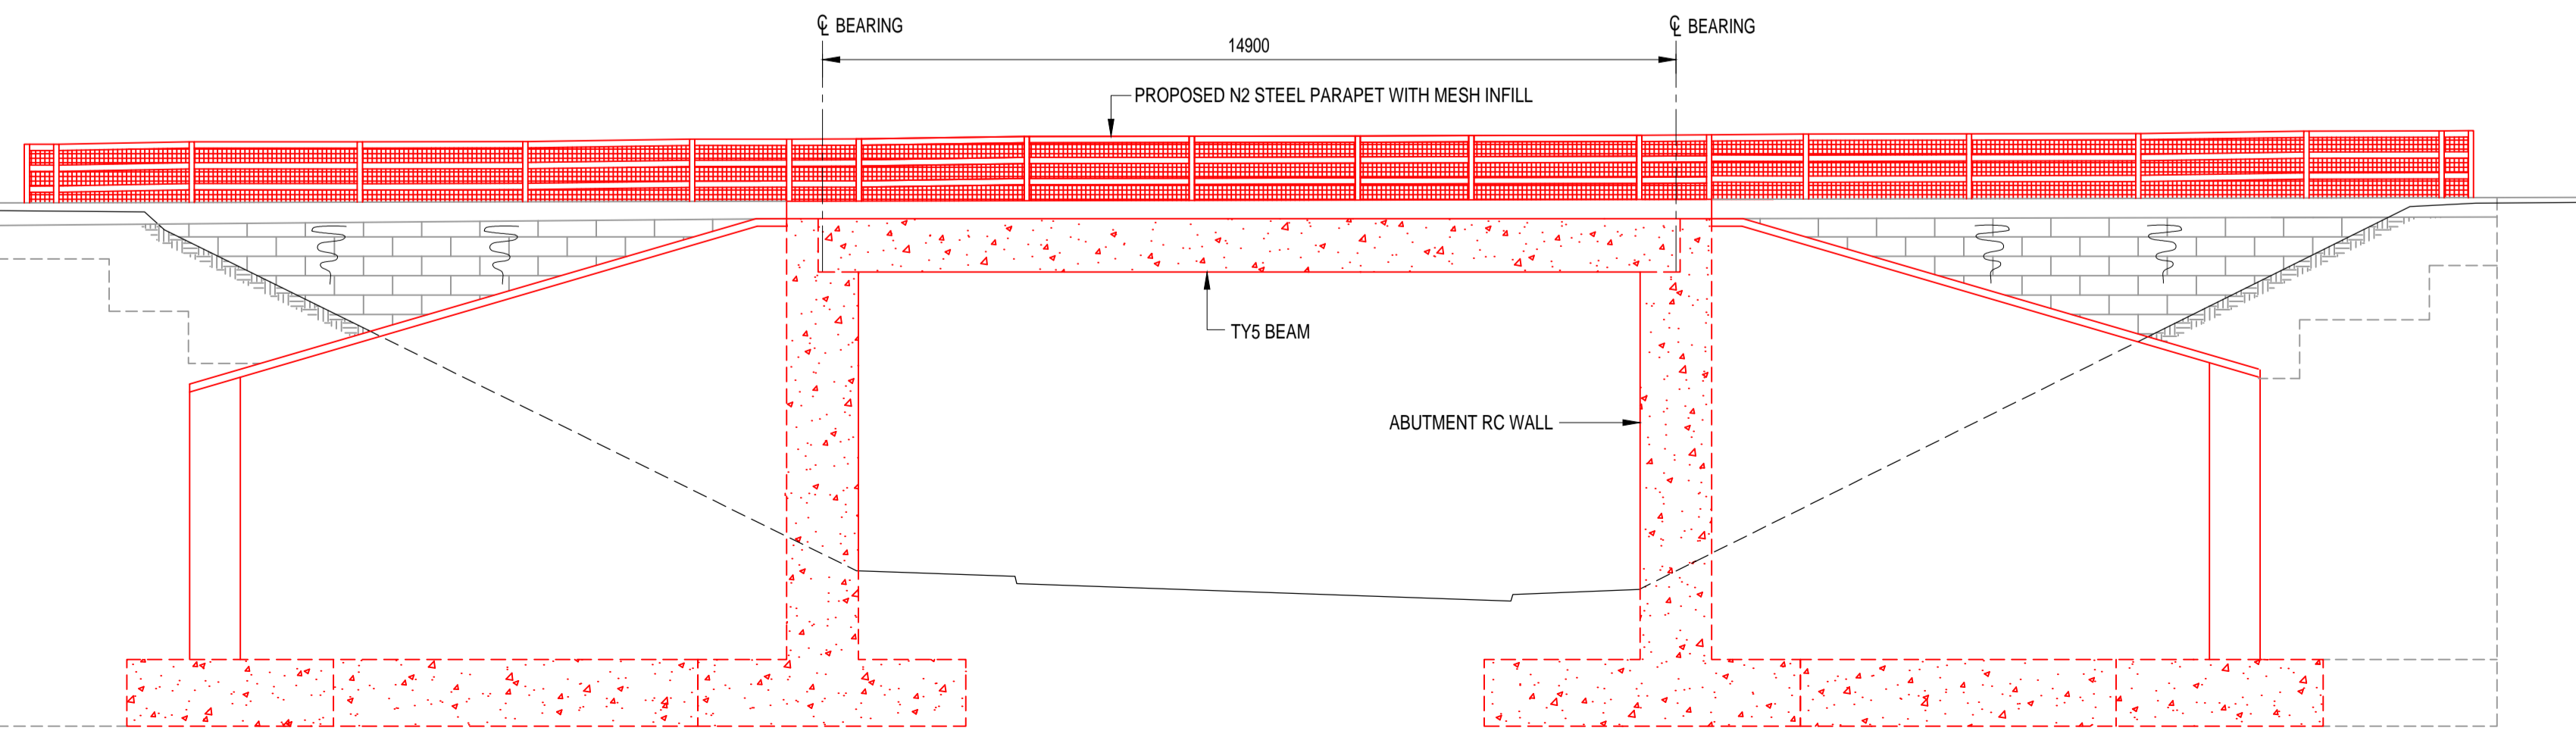 ℄ BEARING
℄ BEARING
14900
PROPOSED N2 STEEL PARAPET WITH MESH INFILL
TY5 BEAM
ABUTMENT RC WALL